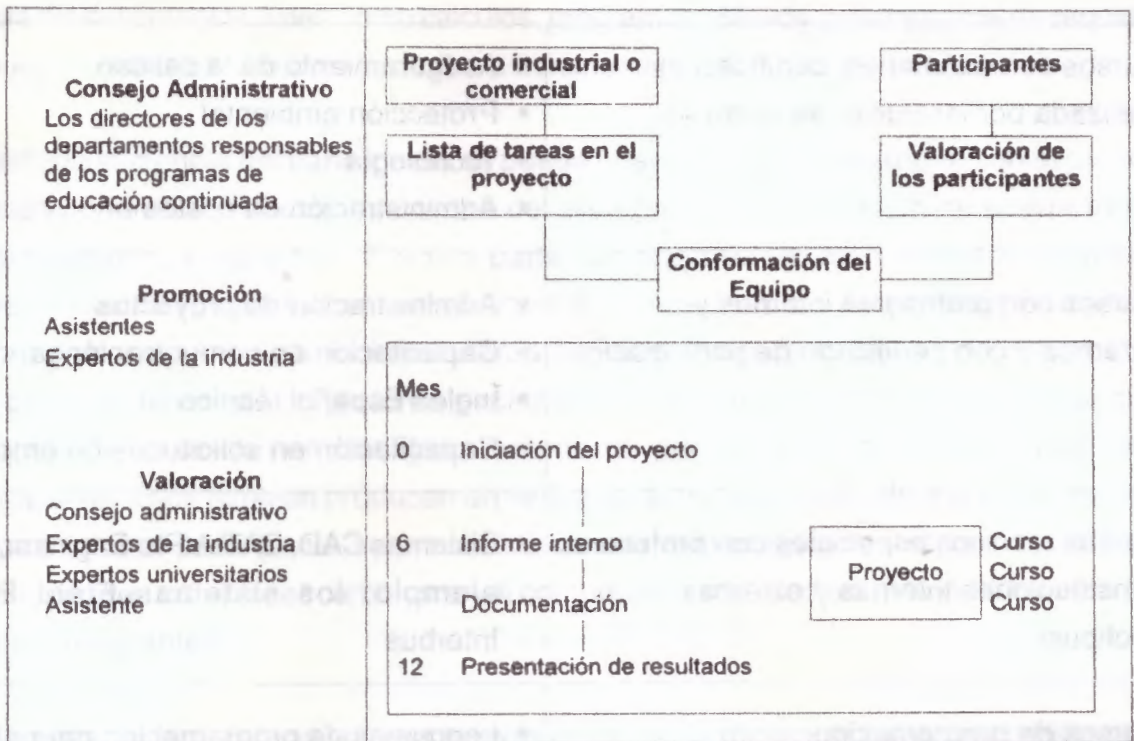 Consejo Administrativo
Los directores de los
departamentos responsables
de los programas de
educación continuada
Promoción
Asistentes
Expertos de la industria
Valoración
Consejo administrativo
Expertos de la industria
Expertos universitarios
Asistente
Proyecto industrial o
comercial
Participantes
Lista de tareas en el
proyecto
Valoración de
los participantes
Conformación del
Equipo
Mes
0 Iniciación del proyecto
6 Informe interno
Documentación
12 Presentación de resultados
Proyecto
Curso
Curso
Curso